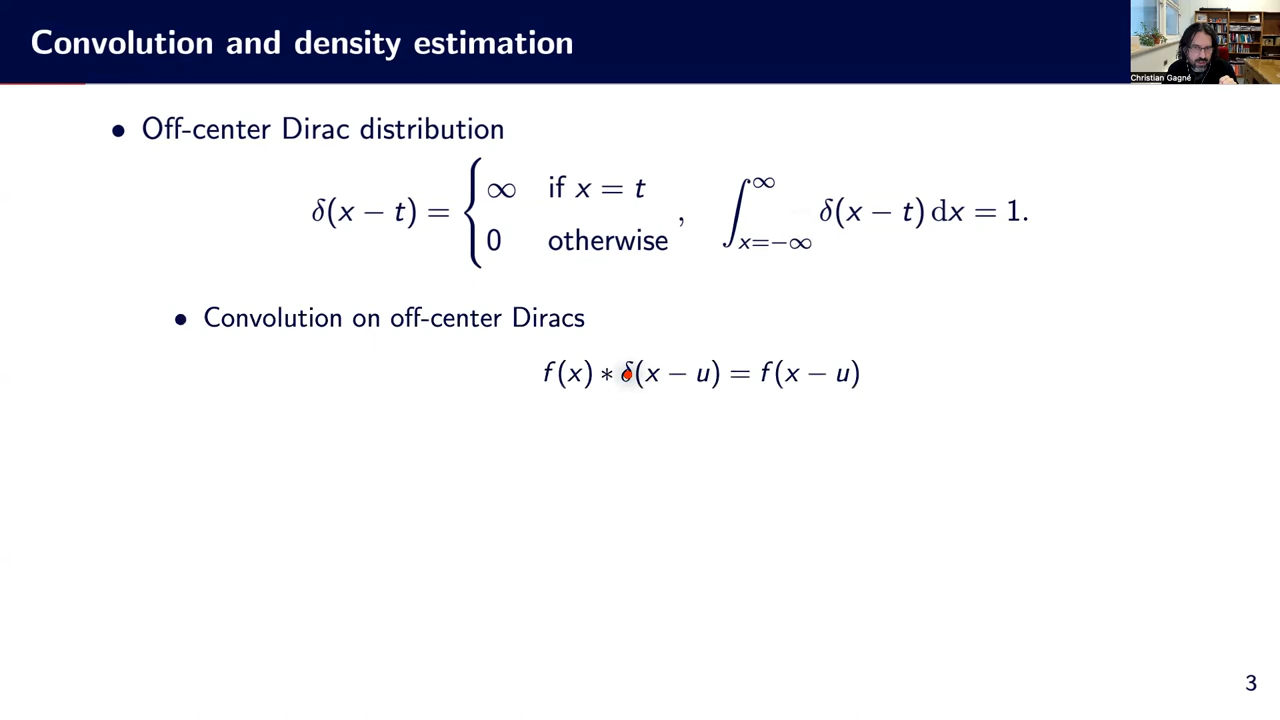 Convolution and density estimation
Christian Gagné
• Off-center Dirac distribution
δ(x − t) = { ∞ if x = t
0 otherwise , ∫_{x=−∞}^{∞} δ(x − t) dx = 1.
• Convolution on off-center Diracs
f(x) ∗ δ(x − u) = f(x − u)
3